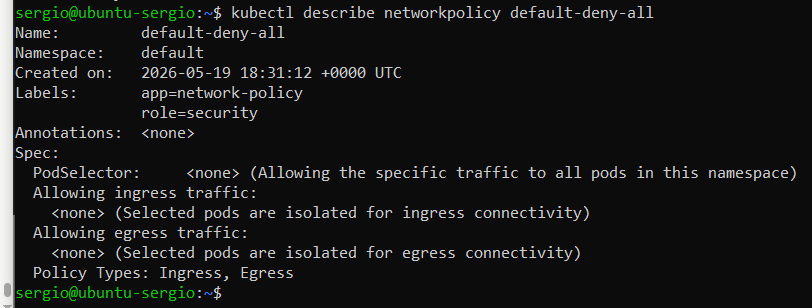 sergio@ubuntu-sergio:~$ kubectl describe networkpolicy default-deny-all
Name:         default-deny-all
Namespace:    default
Created on:   2026-05-19 18:31:12 +0000 UTC
Labels:       app=network-policy
              role=security
Annotations:  <none>
Spec:
  PodSelector:     <none> (Allowing the specific traffic to all pods in this namespace)
  Allowing ingress traffic:
    <none> (Selected pods are isolated for ingress connectivity)
  Allowing egress traffic:
    <none> (Selected pods are isolated for egress connectivity)
  Policy Types: Ingress, Egress
sergio@ubuntu-sergio:~$